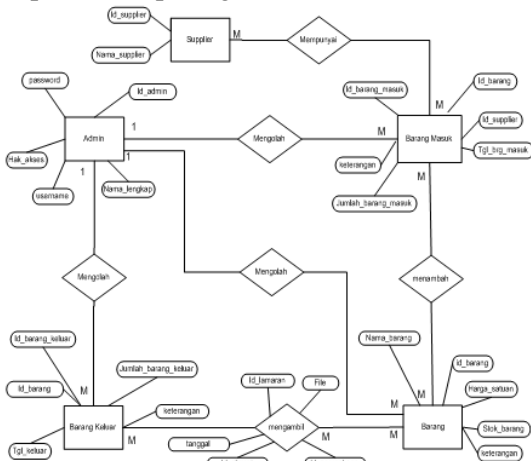 Id_supplier
Supplier
M
Mempunyai
Nama_supplier
password
Id_admin
Id_barang_masuk
M
Id_barang
Admin
1
Mengolah
M
Barang Masuk
Id_supplier
Hak_akses
1
keterangan
Tgl_brg_masuk
1
username
Nama_lengkap
Jumlah_barang_masuk
M
Mengolah
Mengolah
menambah
Id_barang_keluar
Nama_barang
Id_barang
Jumlah_barang_keluar
Id_lamaran
File
id_barang
Harga_satuan
M
keterangan
M
M
Barang Keluar
M
mengambil
M
M
Barang
Stok_barang
Tgl_keluar
tanggal
keterangan